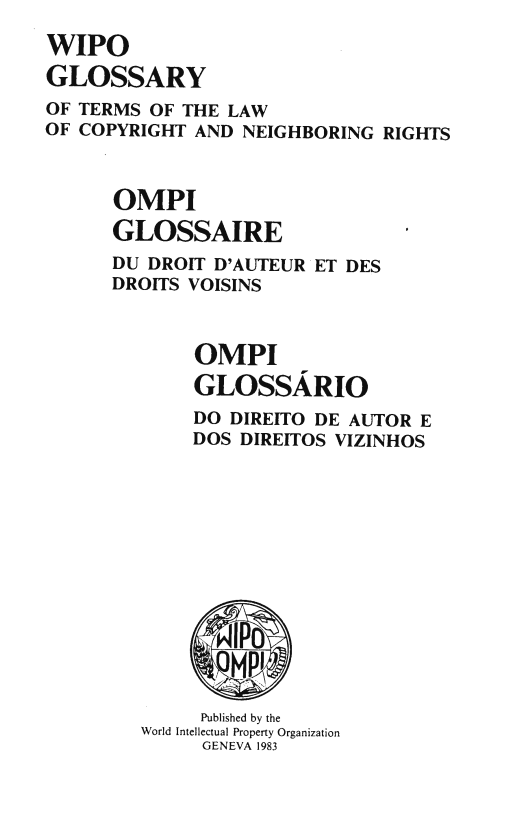 WIPO
GLOSSARY
OF TERMS OF THE LAW
OF COPYRIGHT AND NEIGHBORING RIGHTS
OMPI
GLOSSAIRE
DU DROIT D'AUTEUR ET DES
DROITS VOISINS
OMPI
GLOSSÁRIO
DO DIREITO DE AUTOR E
DOS DIREITOS VIZINHOS
WIPO
OMPI
Published by the
World Intellectual Property Organization
GENEVA 1983